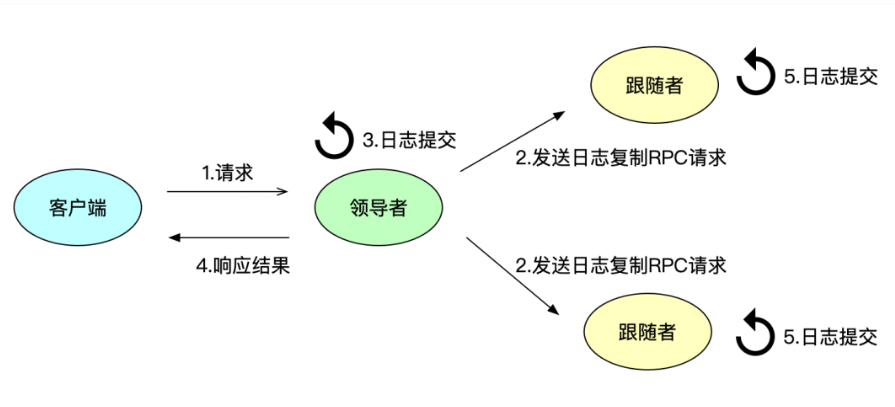 跟随者
5.日志提交
3.日志提交
2.发送日志复制RPC请求
1.请求
客户端
领导者
4.响应结果
2.发送日志复制RPC请求
跟随者
5.日志提交